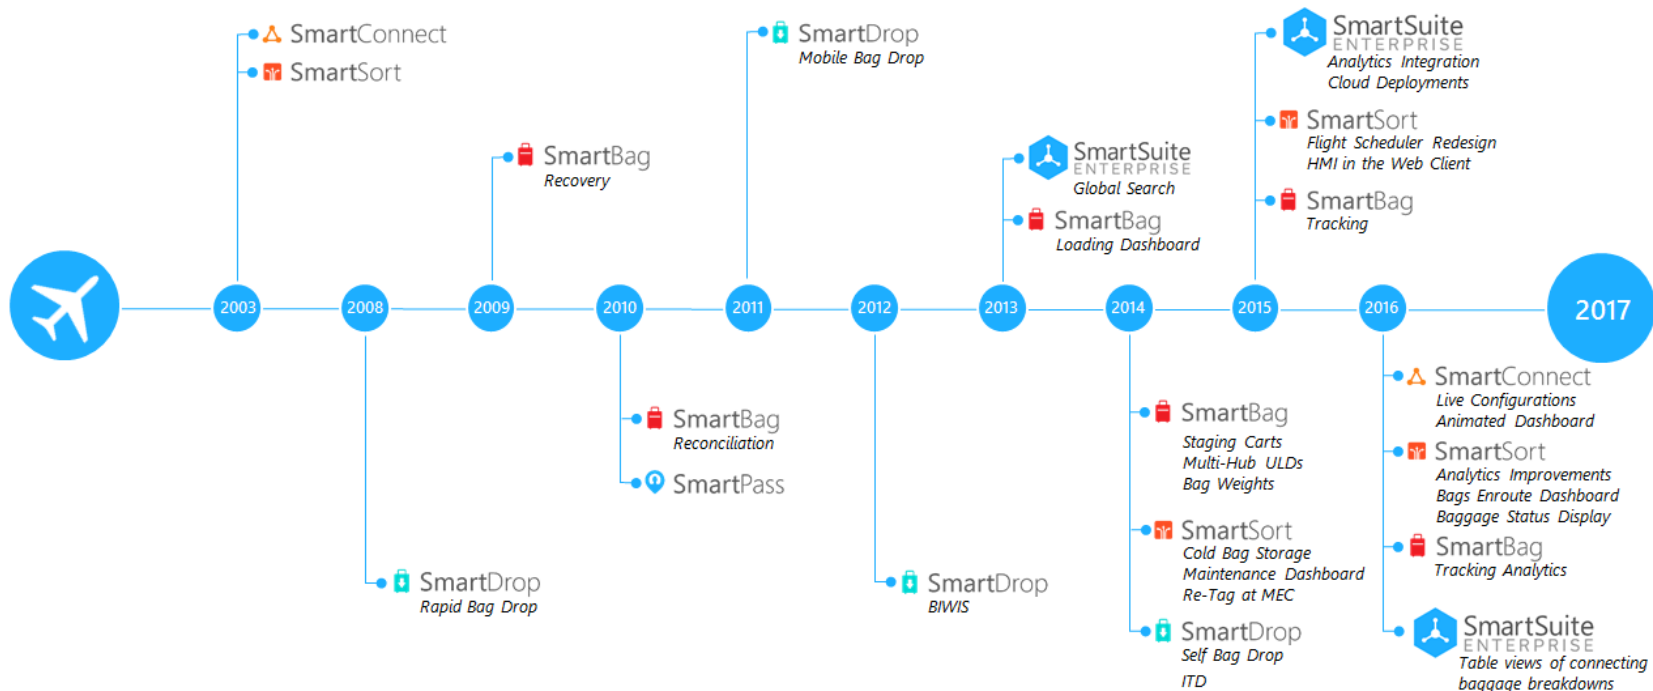 SmartConnect
SmartSort
SmartBag
Recovery
SmartDrop
Mobile Bag Drop
SmartSuite
ENTERPRISE
Global Search
SmartBag
Loading Dashboard
SmartSuite
ENTERPRISE
Analytics Integration
Cloud Deployments
SmartSort
Flight Scheduler Redesign
HMI in the Web Client
SmartBag
Tracking
2003
2008
2009
2010
2011
2012
2013
2014
2015
2016
2017
SmartDrop
Rapid Bag Drop
SmartBag
Reconciliation
SmartPass
SmartDrop
BIWIS
SmartBag
Staging Carts
Multi-Hub ULDs
Bag Weights
SmartSort
Cold Bag Storage
Maintenance Dashboard
Re-Tag at MEC
SmartDrop
Self Bag Drop
ITD
SmartConnect
Live Configurations
Animated Dashboard
SmartSort
Analytics Improvements
Bags Enroute Dashboard
Baggage Status Display
SmartBag
Tracking Analytics
SmartSuite
ENTERPRISE
Table views of connecting
baggage breakdowns